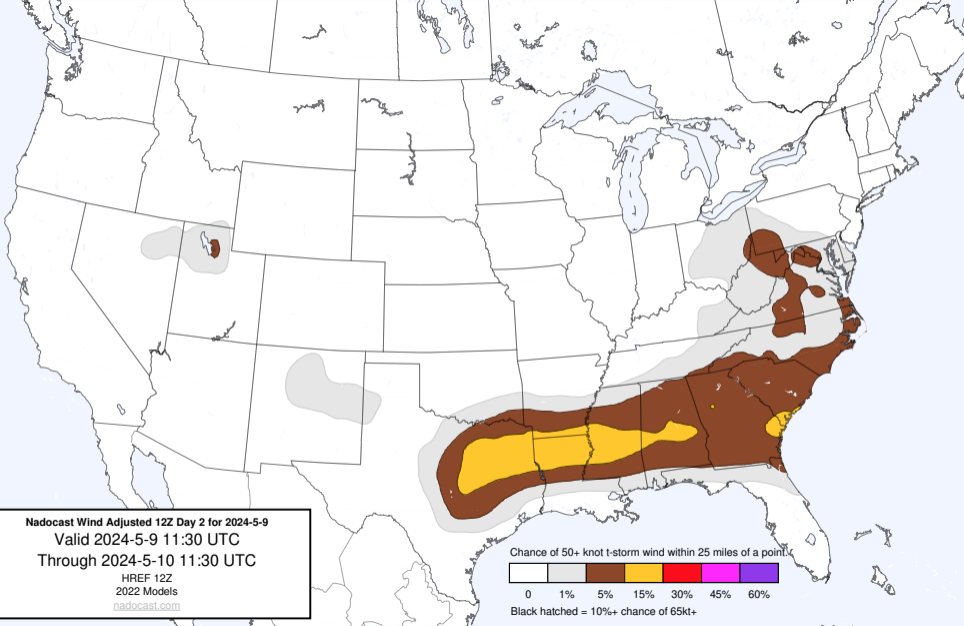 Nadocast Wind Adjusted 12Z Day 2 for 2024-5-9
Valid 2024-5-9 11:30 UTC
Through 2024-5-10 11:30 UTC
HREF 12Z
2022 Models
nadocast.com
Chance of 50+ knot t-storm wind within 25 miles of a point.
0 1% 5% 15% 30% 45% 60%
Black hatched = 10%+ chance of 65kt+